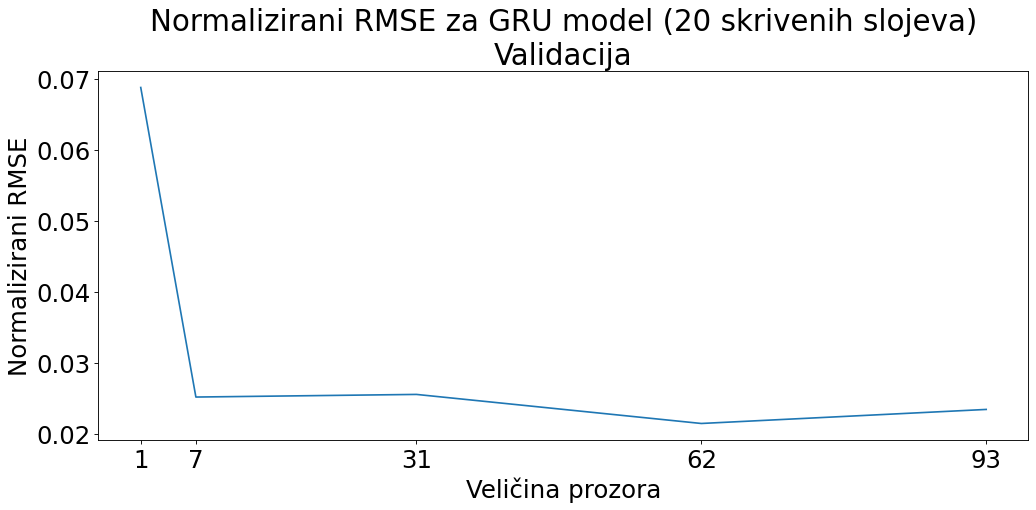 Normalizirani RMSE za GRU model (20 skrivenih slojeva)
Validacija
Normalizirani RMSE
0.07
0.06
0.05
0.04
0.03
0.02
1 7 31 62 93
Veličina prozora